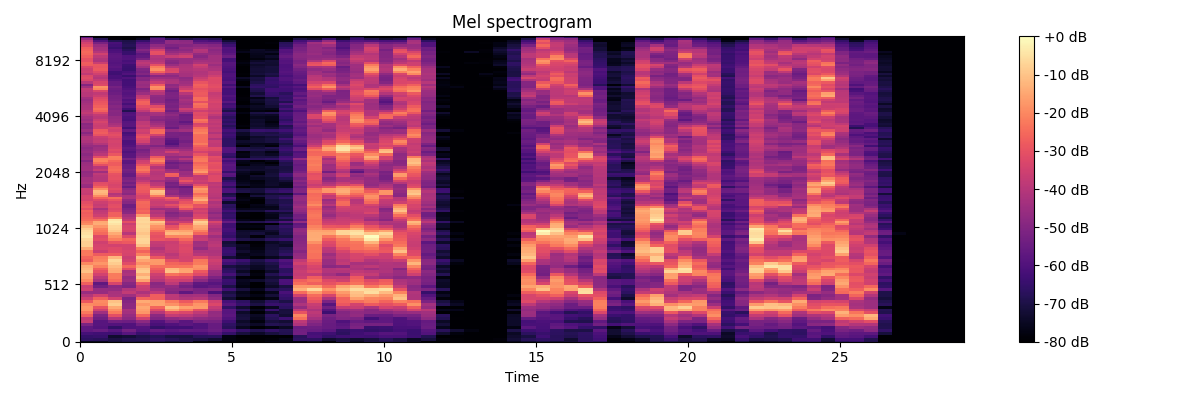 Mel spectrogram
+0 dB
8192
-10 dB
4096
-20 dB
-30 dB
2048
Hz
-40 dB
1024
-50 dB
-60 dB
512
-70 dB
0
-80 dB
0 5 10 15 20 25
Time